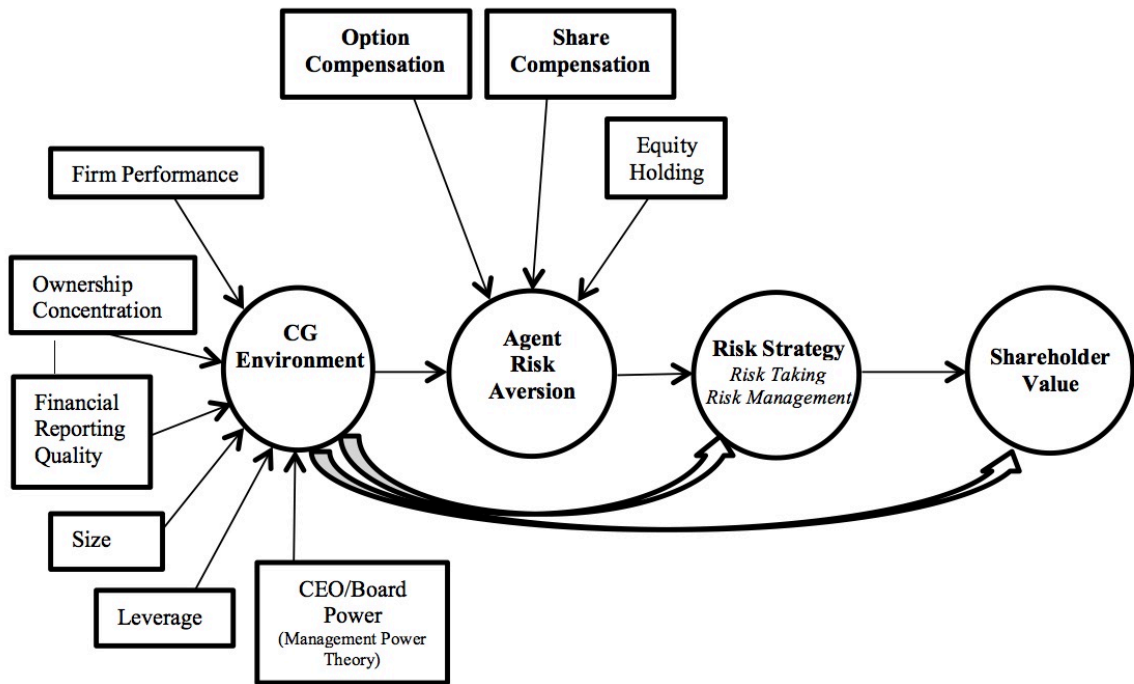 Option
Compensation
Share
Compensation
Equity
Holding
Firm Performance
Ownership
Concentration
CG
Environment
Agent
Risk
Aversion
Risk Strategy
Risk Taking
Risk Management
Shareholder
Value
Financial
Reporting
Quality
Size
Leverage
CEO/Board
Power
(Management Power
Theory)